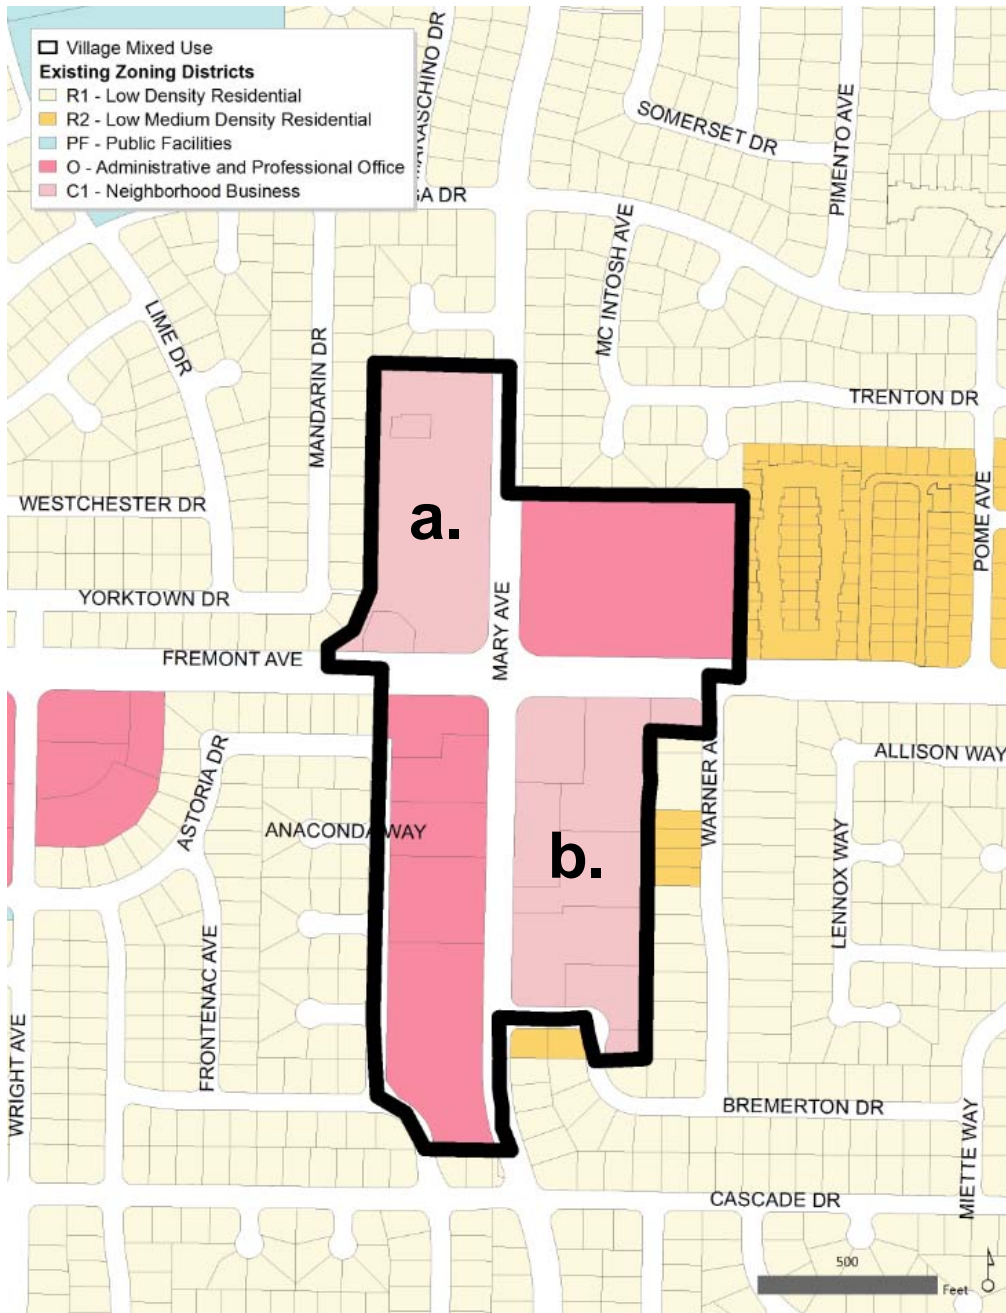 Village Mixed Use
Existing Zoning Districts
R1 - Low Density Residential
R2 - Low Medium Density Residential
PF - Public Facilities
O - Administrative and Professional Office
C1 - Neighborhood Business
GA DR
SOMERSET DR
PIMENTO AVE
MC INTOSH AVE
LIME DR
MANDARIN DR
TRENTON DR
WESTCHESTER DR
a.
POME AVE
YORKTOWN DR
MARY AVE
FREMONT AVE
ASTORIA DR
ALLISON WAY
WARNER A
ANACONDA WAY
b.
LENNOX WAY
FRONTENAC AVE
WRIGHT AVE
BREMERTON DR
MIETTE WAY
CASCADE DR
500
Feet